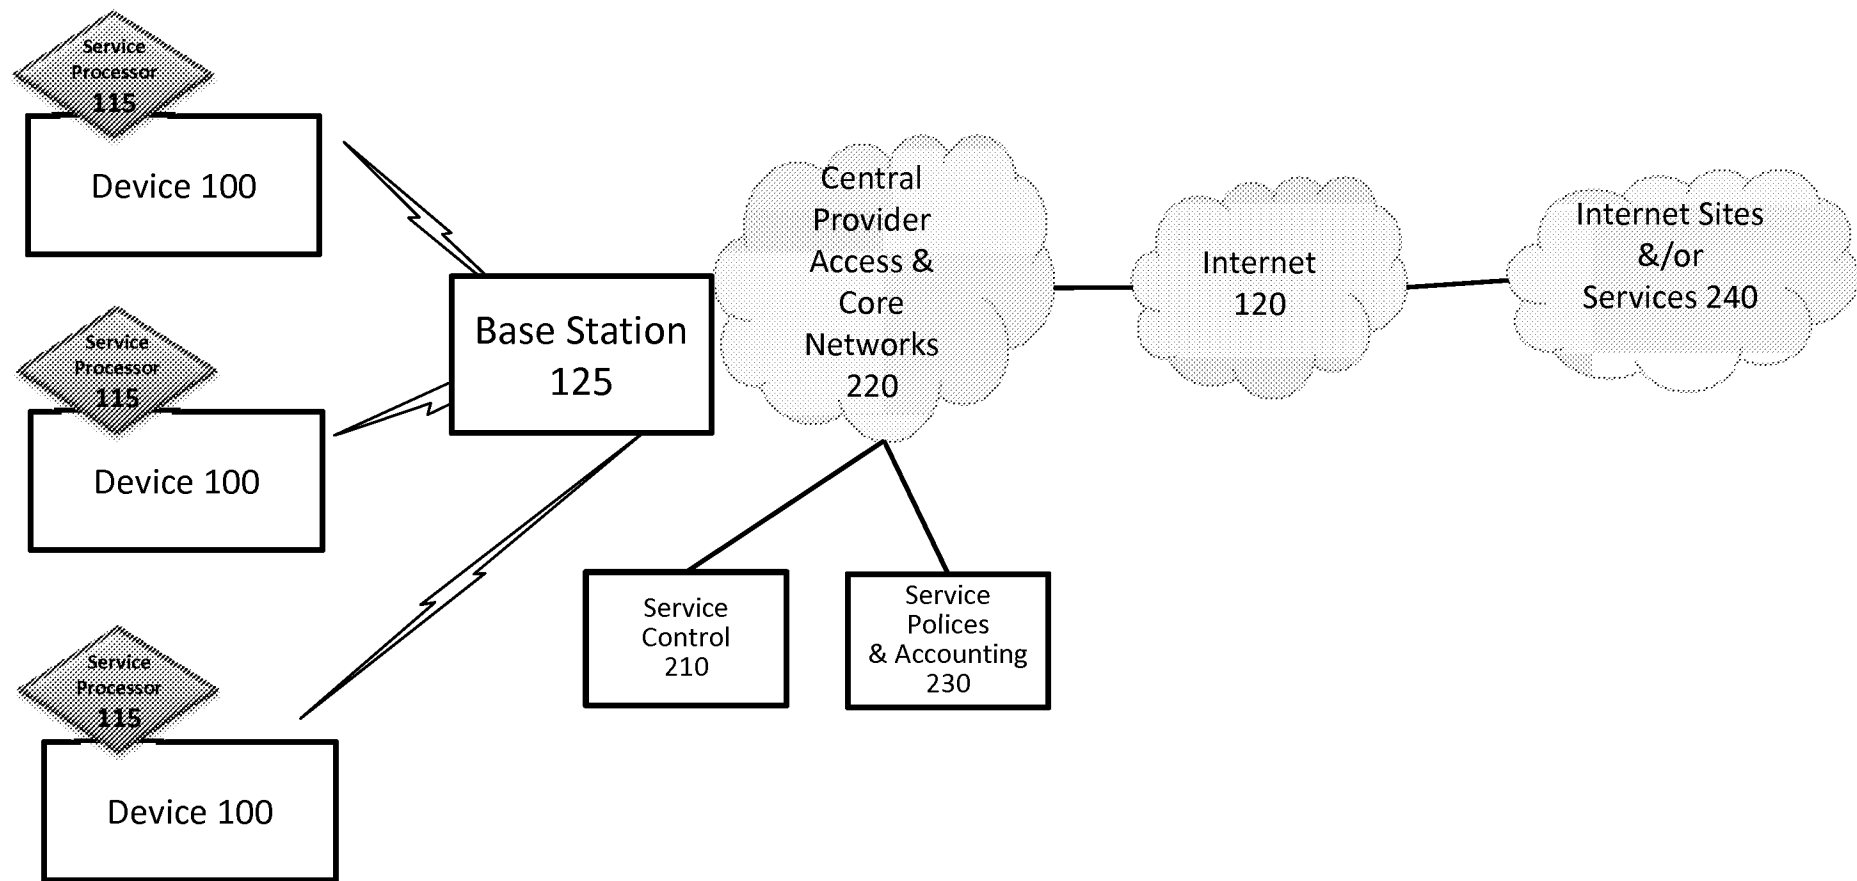 Service
Processor
115
Device 100
Service
Processor
115
Device 100
Service
Processor
115
Device 100
Base Station
125
Central
Provider
Access &
Core
Networks
220
Internet
120
Internet Sites
&/or
Services 240
Service
Control
210
Service
Polices
& Accounting
230